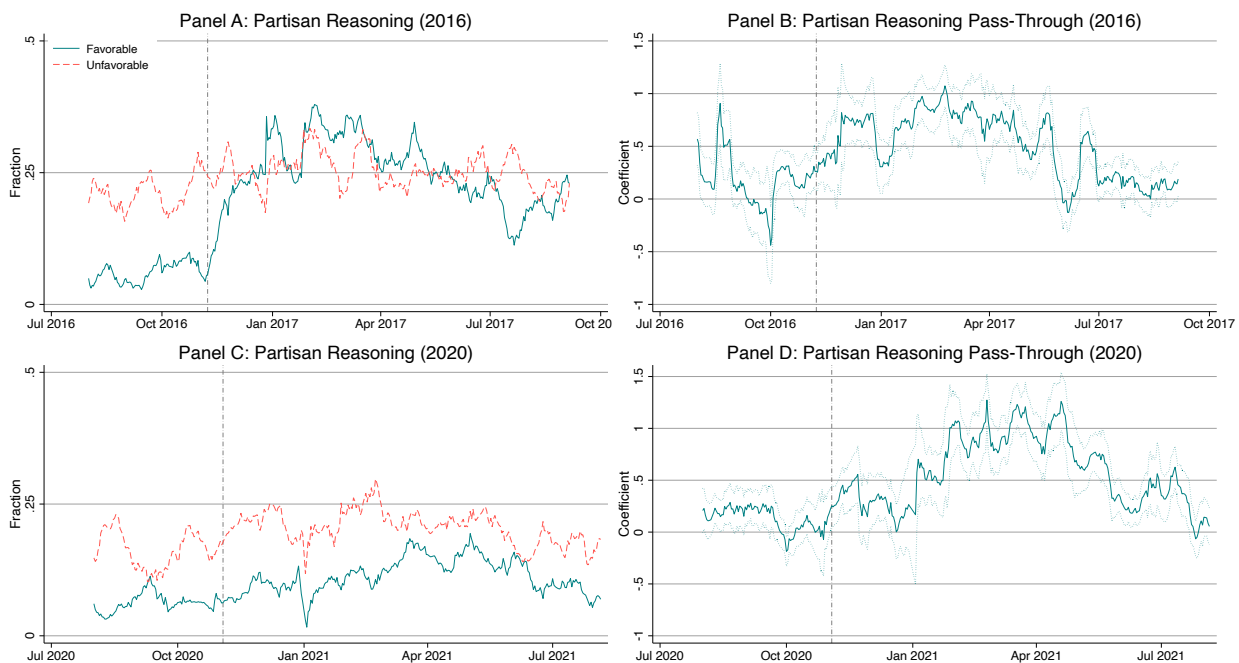 Panel A: Partisan Reasoning (2016)
Favorable
Unfavorable
Fraction
.5
.25
0
Jul 2016
Oct 2016
Jan 2017
Apr 2017
Jul 2017
Oct 20
Panel B: Partisan Reasoning Pass-Through (2016)
Coefficient
1.5
1
.5
0
-.5
-1
Jul 2016
Oct 2016
Jan 2017
Apr 2017
Jul 2017
Oct 2017
Panel C: Partisan Reasoning (2020)
Fraction
.5
.25
0
Jul 2020
Oct 2020
Jan 2021
Apr 2021
Jul 2021
Panel D: Partisan Reasoning Pass-Through (2020)
Coefficient
1.5
1
.5
0
-.5
-1
Jul 2020
Oct 2020
Jan 2021
Apr 2021
Jul 2021